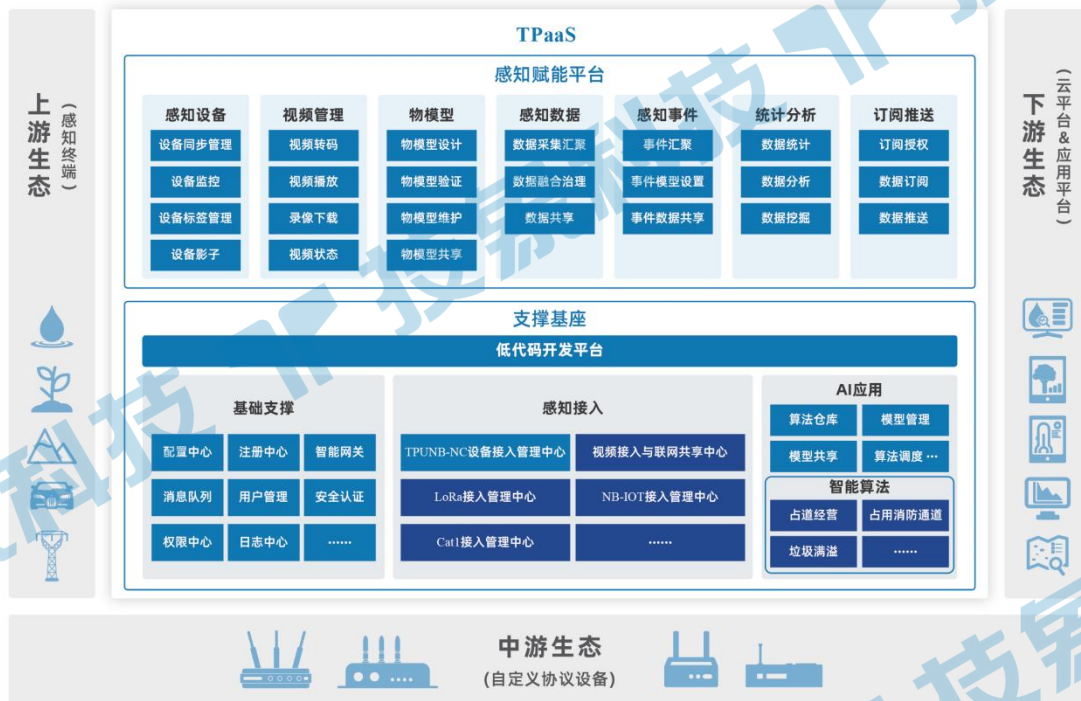 TPaaS
感知赋能平台
感知设备
设备同步管理
设备监控
设备标签管理
设备影子
视频管理
视频转码
视频播放
录像下载
视频状态
物模型
物模型设计
物模型验证
物模型维护
物模型共享
感知数据
数据采集汇聚
数据融合治理
数据共享
感知事件
事件汇聚
事件模型设置
事件数据共享
统计分析
数据统计
数据分析
数据挖掘
订阅推送
订阅授权
数据订阅
数据推送
支撑基座
低代码开发平台
基础支撑
配置中心 注册中心 智能网关
消息队列 用户管理 安全认证
权限中心 日志中心 ······
感知接入
TPUNB-NC设备接入管理中心 视频接入与联网共享中心
LoRa接入管理中心 NB-IOT接入管理中心
Cat1接入管理中心 ······
AI应用
算法仓库 模型管理
模型共享 算法调度 ···
智能算法
占道经营 占用消防通道
垃圾满溢 ······
上游生态
(感知终端)
下游生态
(云平台&应用平台)
中游生态
(自定义协议设备)
技象科技